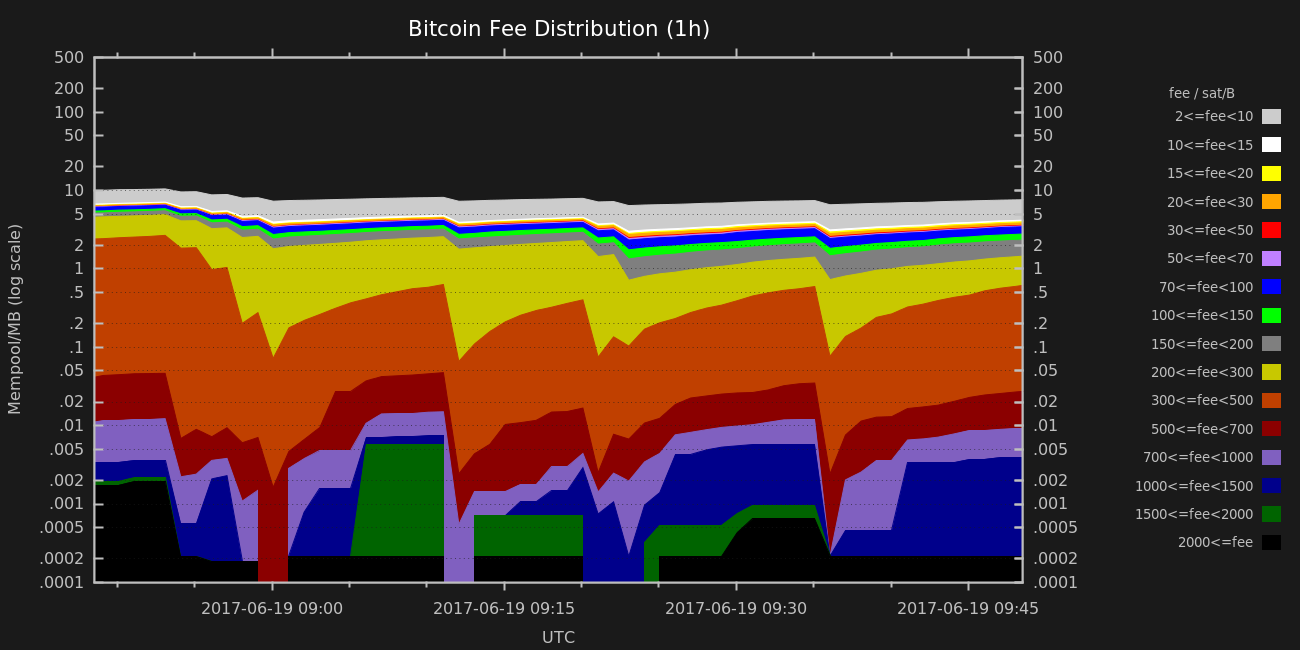 Bitcoin Fee Distribution (1h)
Mempool/MB (log scale)
500
200
100
50
20
10
5
2
1
.5
.2
.1
.05
.02
.01
.005
.002
.001
.0005
.0002
.0001
500
200
100
50
20
10
5
2
1
.5
.2
.1
.05
.02
.01
.005
.002
.001
.0005
.0002
.0001
2017-06-19 09:00 2017-06-19 09:15 2017-06-19 09:30 2017-06-19 09:45
UTC
fee / sat/B
2<=fee<10
10<=fee<15
15<=fee<20
20<=fee<30
30<=fee<50
50<=fee<70
70<=fee<100
100<=fee<150
150<=fee<200
200<=fee<300
300<=fee<500
500<=fee<700
700<=fee<1000
1000<=fee<1500
1500<=fee<2000
2000<=fee